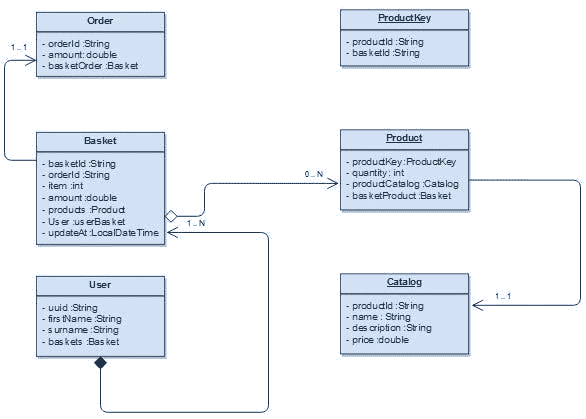 Order
- orderId :String
- amount: double
- basketOrder :Basket
1..1
ProductKey
- productId :String
- basketId :String
Basket
- basketId :String
- orderId :String
- item :int
- amount :double
- products :Product
- User :userBasket
- updateAt :LocalDateTime
0..N
1..N
Product
- productKey :ProductKey
- quantity : int
- productCatalog :Catalog
- basketProduct :Basket
User
- uuid :String
- firstName :String
- surname :String
- baskets :Basket
Catalog
- productId :String
- name : String
- description :String
- price :double
1..1